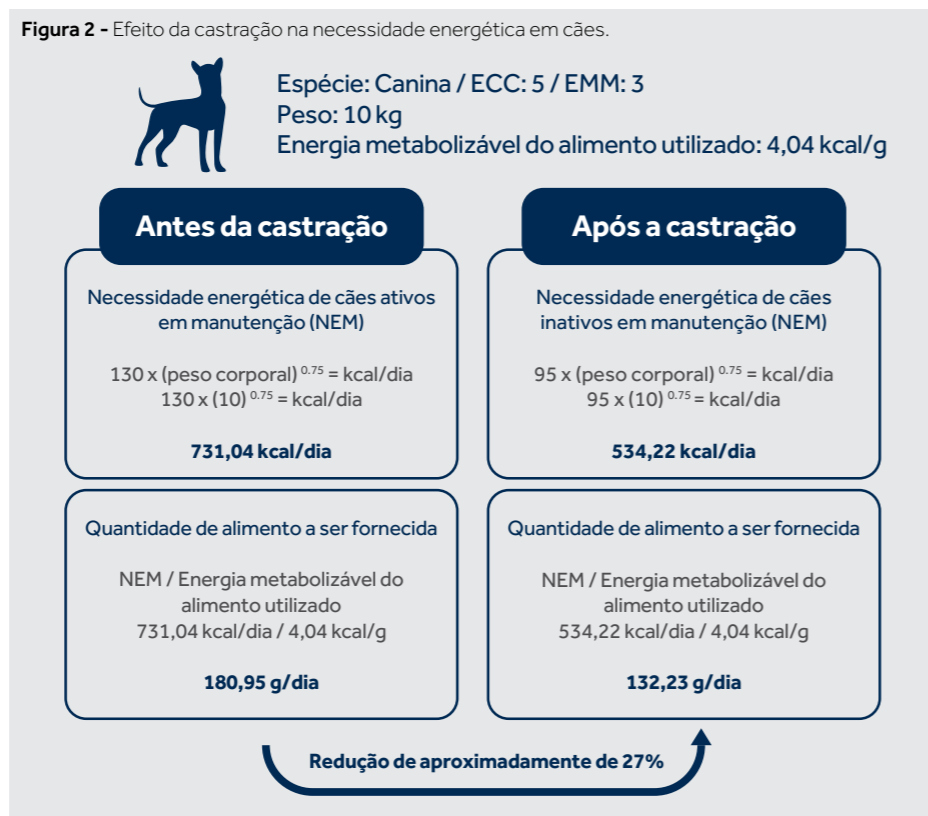 Figura 2 - Efeito da castração na necessidade energética em cães.
Espécie: Canina / ECC: 5 / EMM: 3
Peso: 10 kg
Energia metabolizável do alimento utilizado: 4,04 kcal/g
Antes da castração
Necessidade energética de cães ativos
em manutenção (NEM)
130 x (peso corporal) 0.75 = kcal/dia
130 x (10) 0.75 = kcal/dia
731,04 kcal/dia
Quantidade de alimento a ser fornecida
NEM / Energia metabolizável do
alimento utilizado
731,04 kcal/dia / 4,04 kcal/g
180,95 g/dia
Após a castração
Necessidade energética de cães
inativos em manutenção (NEM)
95 x (peso corporal) 0.75 = kcal/dia
95 x (10) 0.75 = kcal/dia
534,22 kcal/dia
Quantidade de alimento a ser fornecida
NEM / Energia metabolizável do
alimento utilizado
534,22 kcal/dia / 4,04 kcal/g
132,23 g/dia
Redução de aproximadamente de 27%